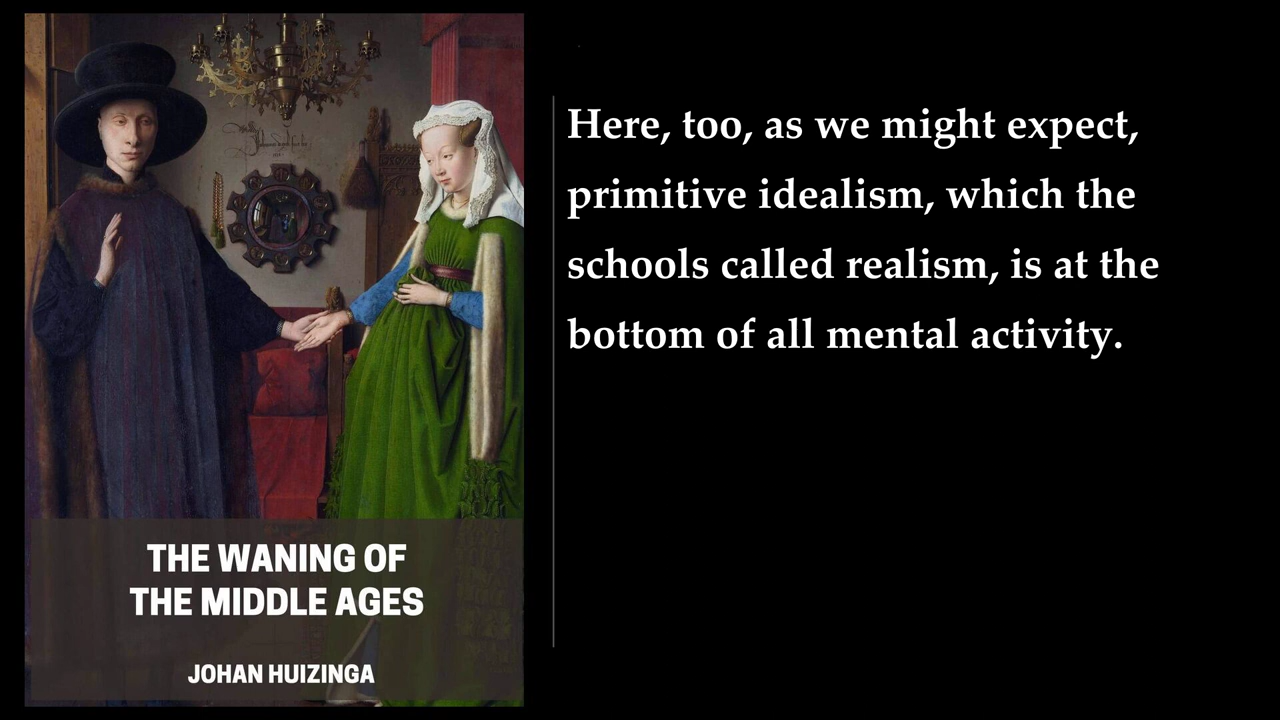 THE WANING OF
THE MIDDLE AGES
JOHAN HUIZINGA
Here, too, as we might expect,
primitive idealism, which the
schools called realism, is at the
bottom of all mental activity.